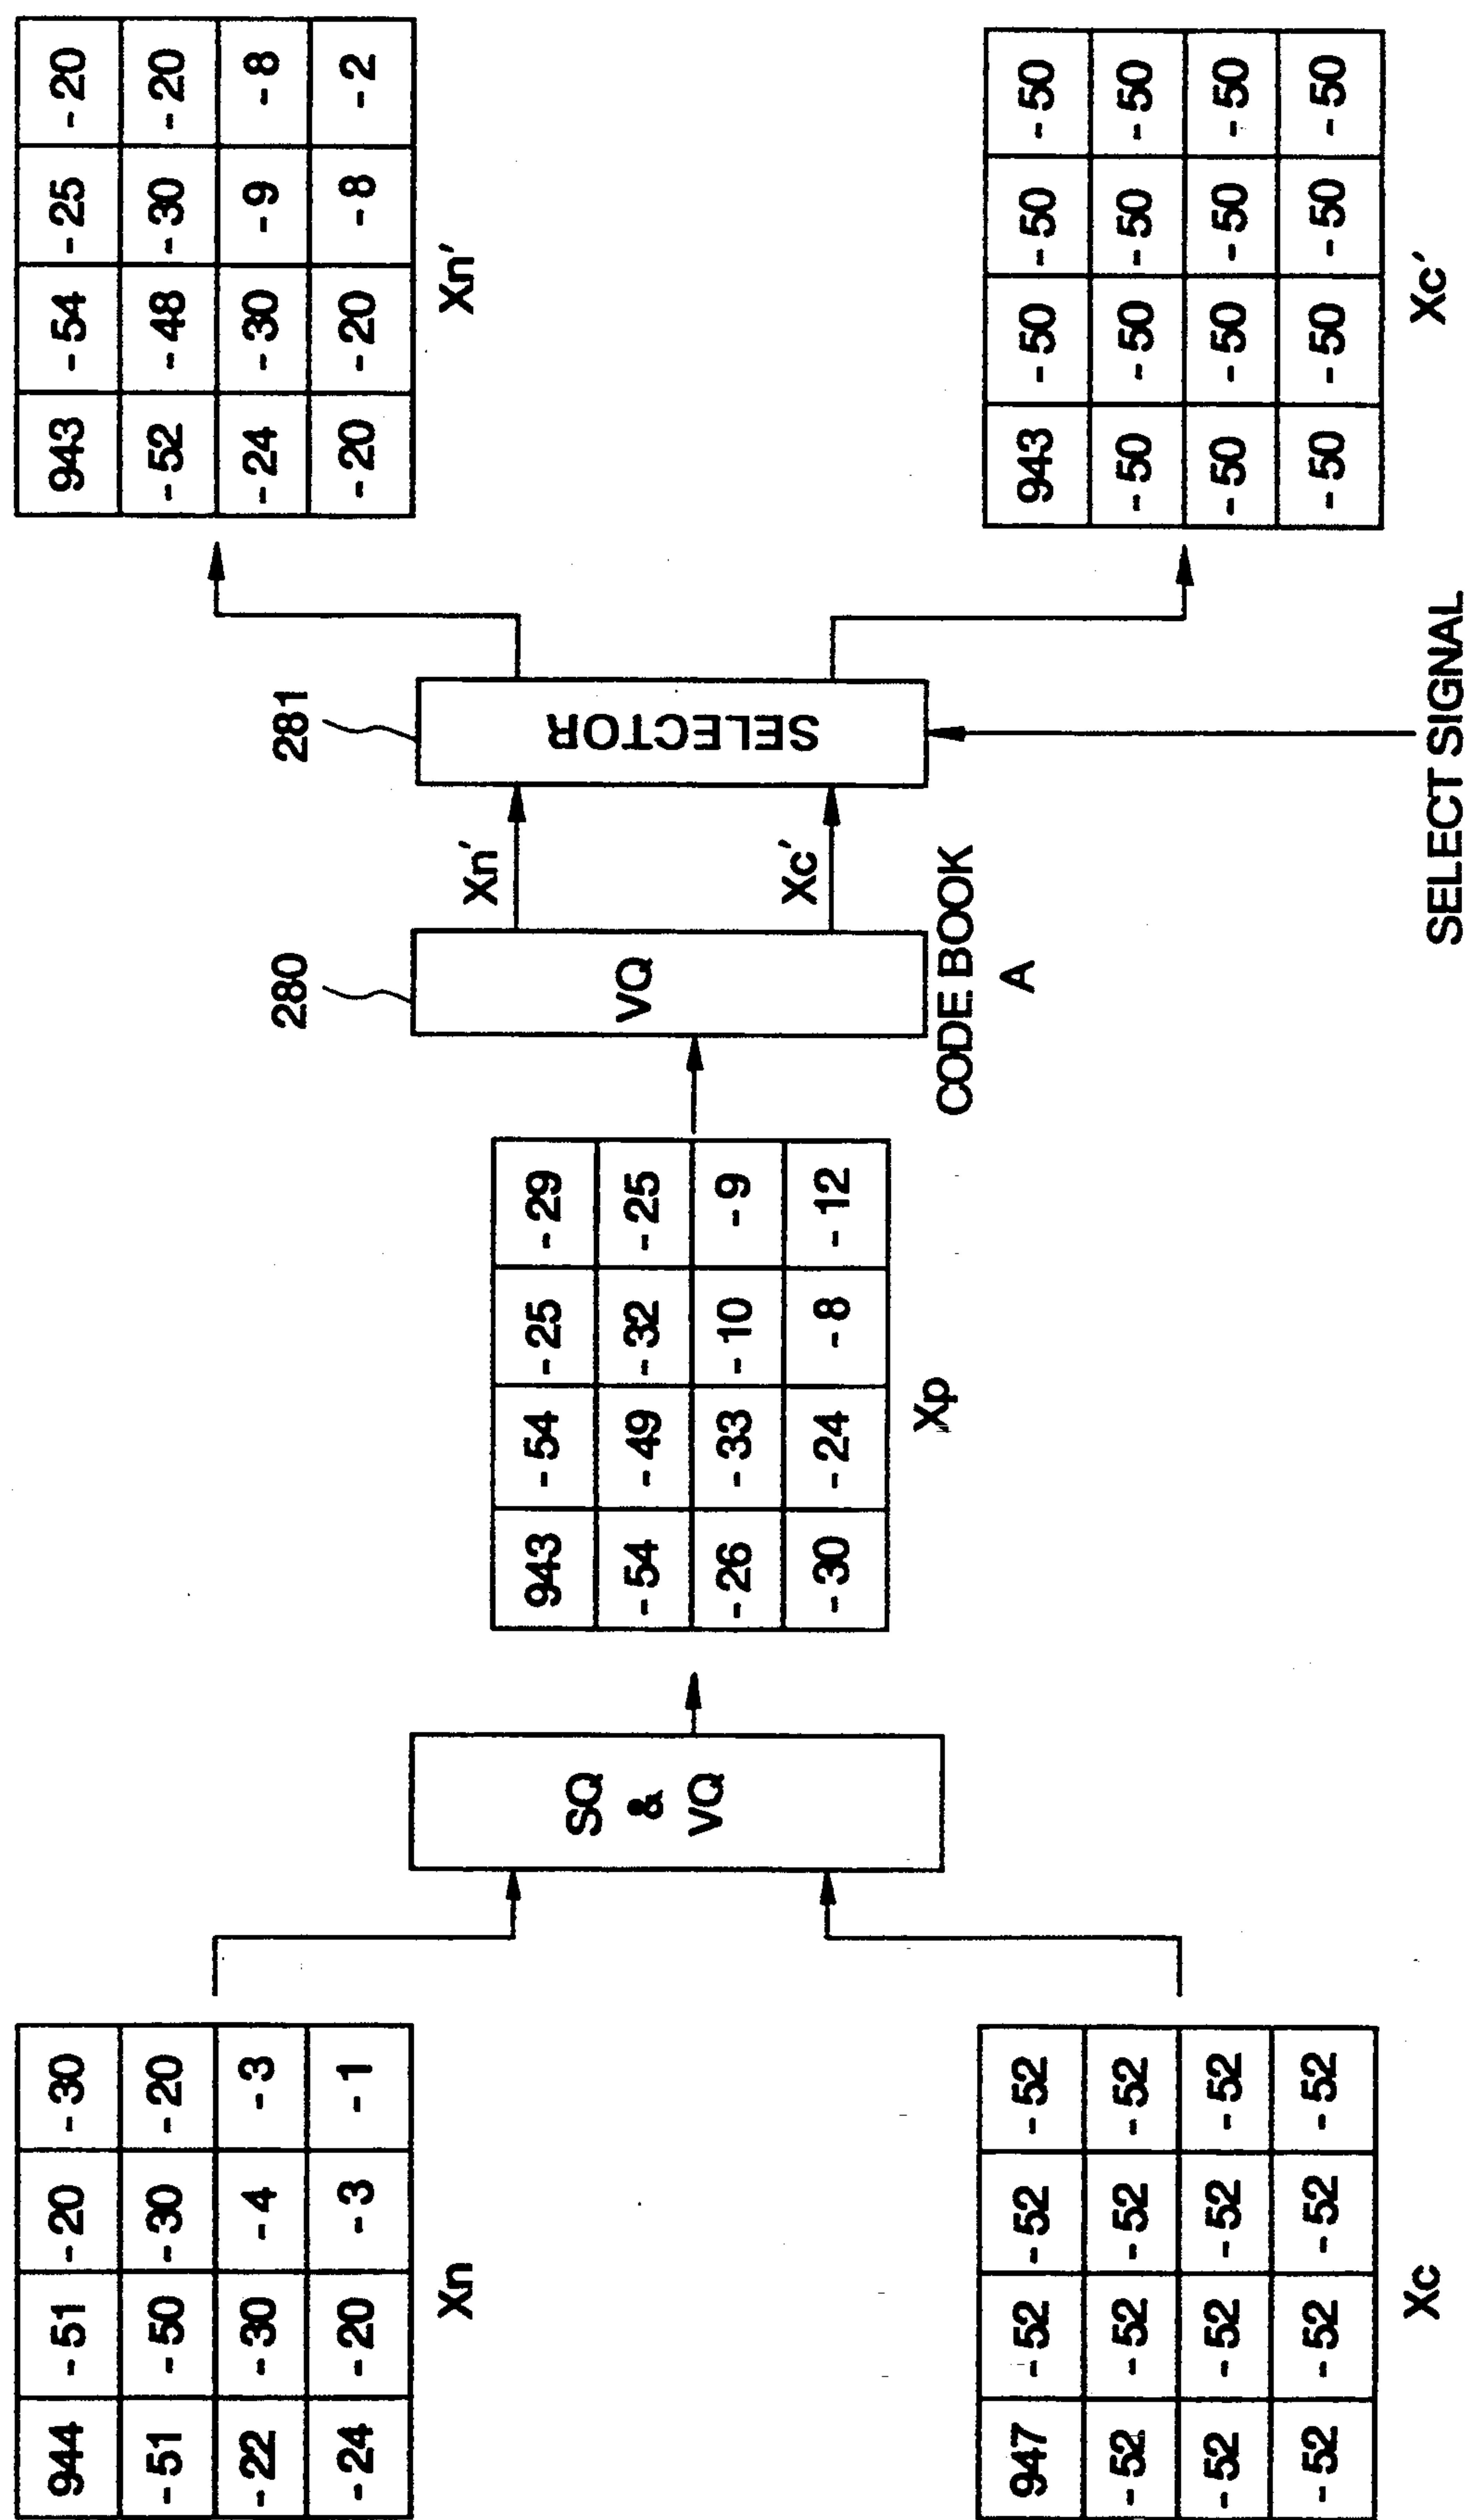 944 -51 -20 -30
-51 -50 -30 -20
-22 -30 -4 -3
-24 -20 -3 -1
Xn
947 -52 -52 -52
-52 -52 -52 -52
-52 -52 -52 -52
-52 -52 -52 -52
Xc
SQ
&
VQ
943 -54 -25 -29
-54 -49 -32 -25
-26 -33 -10 -9
-30 -24 -8 -12
Xp
280
VQ
CODE BOOK
A
Xn'
Xc'
281
SELECTOR
SELECT SIGNAL
943 -54 -25 -20
-52 -48 -30 -20
-24 -30 -9 -8
-20 -20 -8 -2
Xn'
943 -50 -50 -50
-50 -50 -50 -50
-50 -50 -50 -50
-50 -50 -50 -50
Xc'